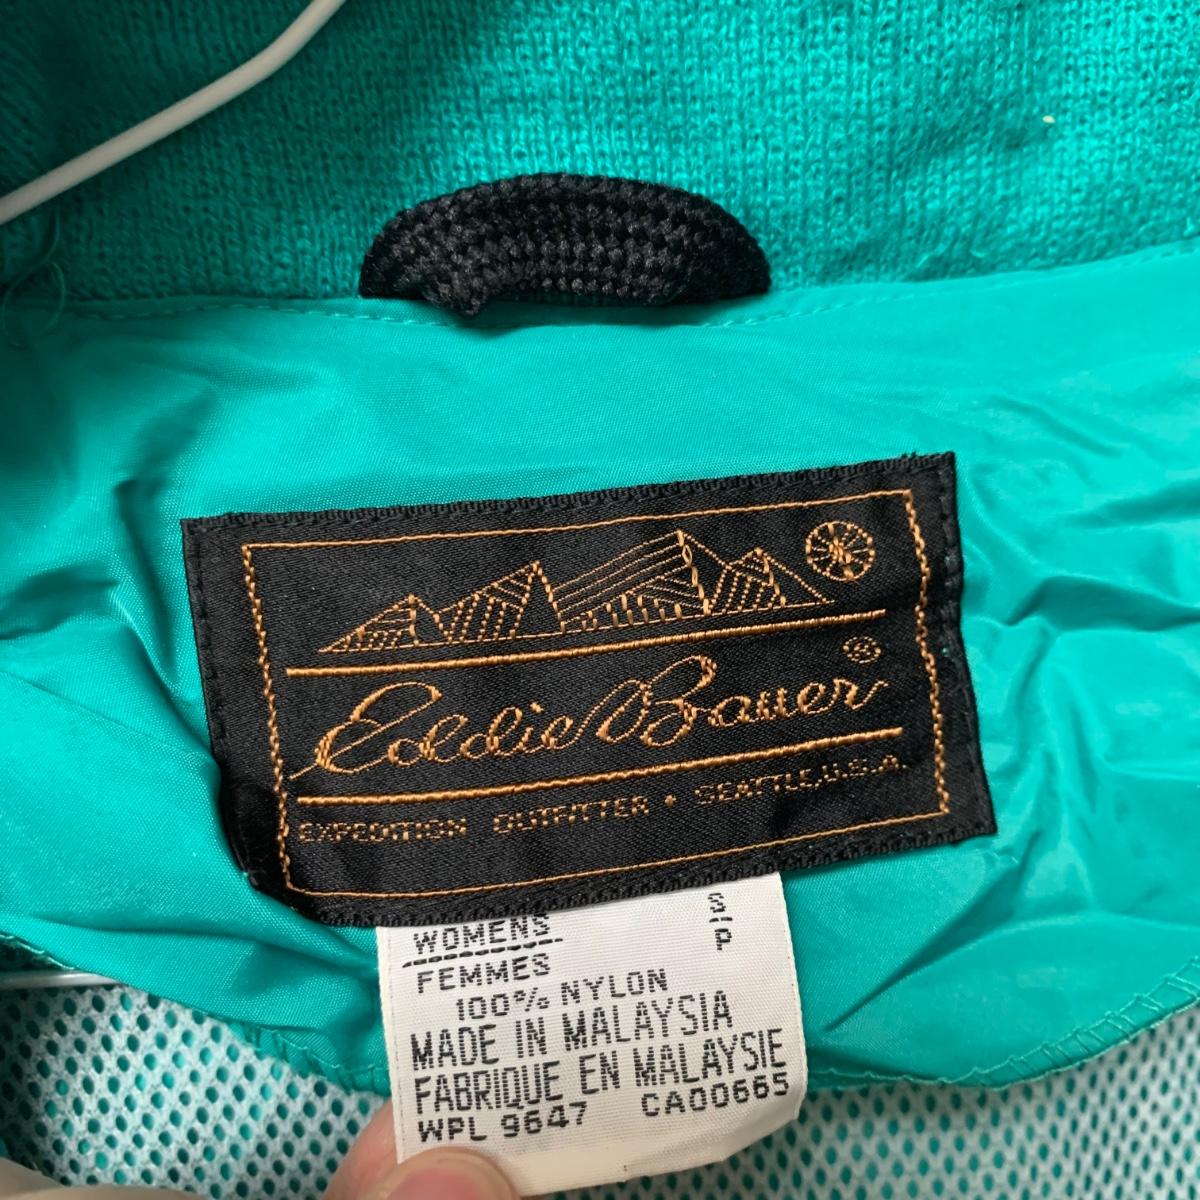 Eddie Bauer ®
EXPEDITION OUTFITTER • SEATTLE, U.S.A.
WOMENS S
FEMMES P
100% NYLON
MADE IN MALAYSIA
FABRIQUE EN MALAYSIE
WPL 9647 CA00665